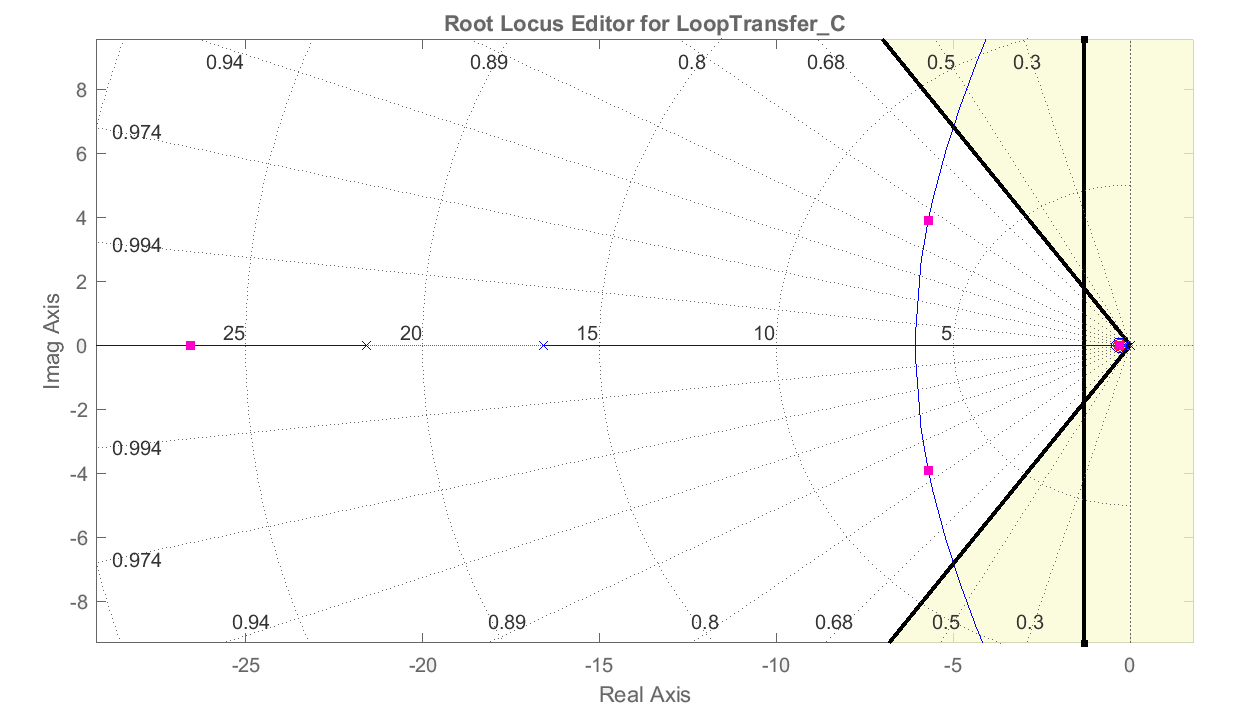 Root Locus Editor for LoopTransfer_C
0.94 0.89 0.8 0.68 0.5 0.3
8
0.974
6
4
0.994
2
25 20 15 10 5
0
Imag Axis
-2
0.994
-4
-6
0.974
-8
0.94 0.89 0.8 0.68 0.5 0.3
-25 -20 -15 -10 -5 0
Real Axis